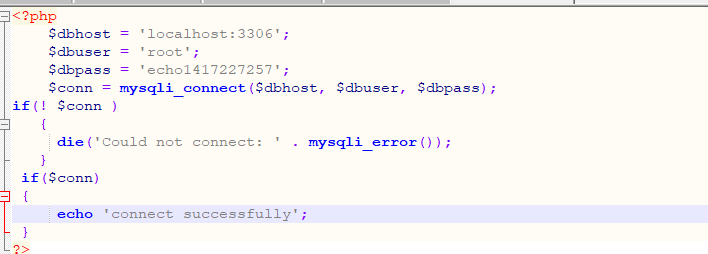 <?php
$dbhost = 'localhost:3306';
$dbuser = 'root';
$dbpass = 'echo1417227257';
$conn = mysqli_connect($dbhost, $dbuser, $dbpass);
if(! $conn )
{
die('Could not connect: ' . mysqli_error());
}
if($conn)
{
echo 'connect successfully';
}
?>